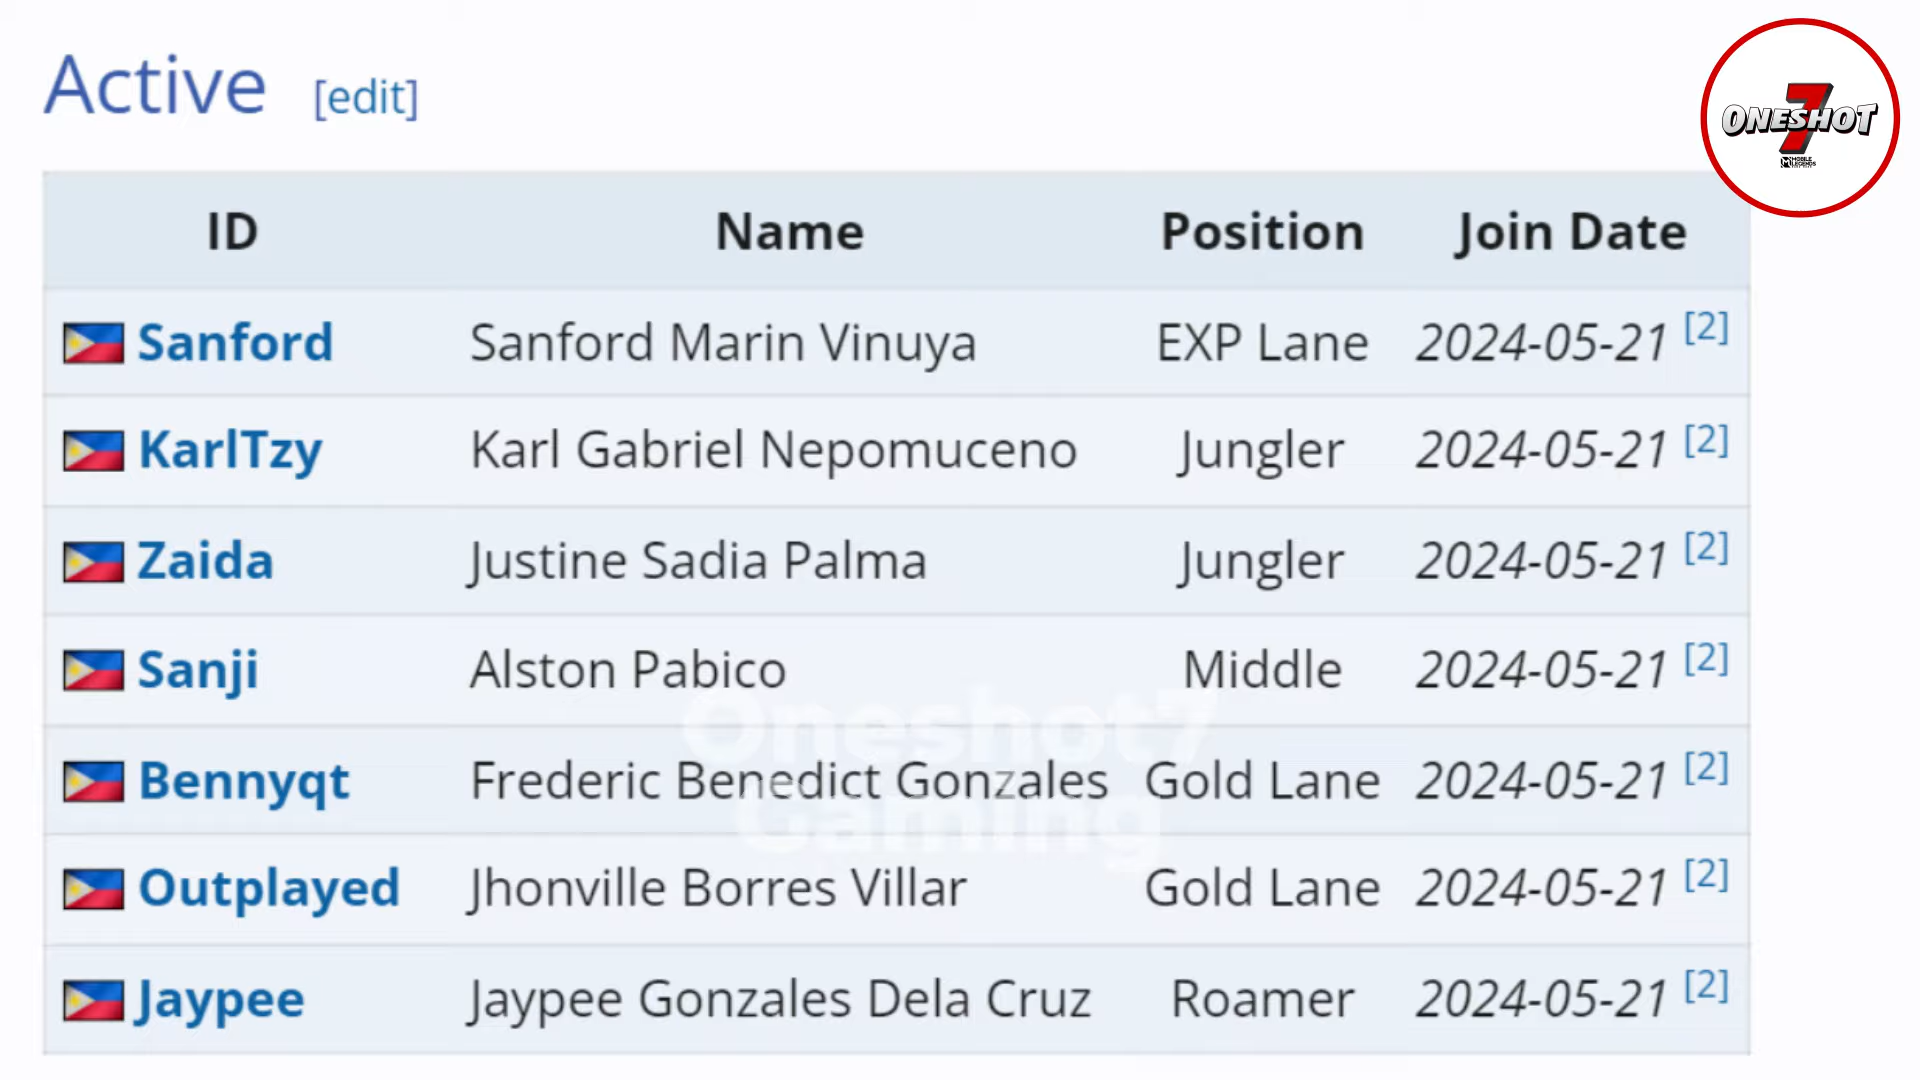 Active [edit]
7
ONESHOT
MOBILE
LEGENDS
ID Name Position Join Date
Sanford Sanford Marin Vinuya EXP Lane 2024-05-21 [2]
KarlTzy Karl Gabriel Nepomuceno Jungler 2024-05-21 [2]
Zaida Justine Sadia Palma Jungler 2024-05-21 [2]
Sanji Alston Pabico Middle 2024-05-21 [2]
Oneshot7
Bennyqt Frederic Benedict Gonzales Gold Lane 2024-05-21 [2]
Gaming
Outplayed Jhonville Borres Villar Gold Lane 2024-05-21 [2]
Jaypee Jaypee Gonzales Dela Cruz Roamer 2024-05-21 [2]